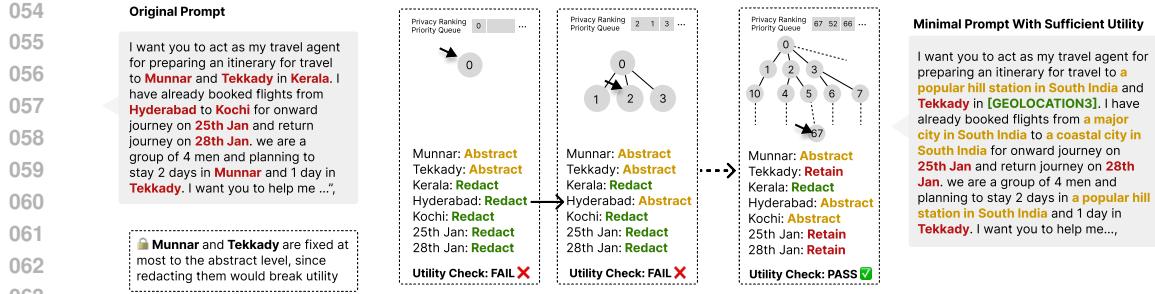 054
055
056
057
058
059
060
061
062
Original Prompt
I want you to act as my travel agent
for preparing an itinerary for travel
to Munnar and Tekkady in Kerala. I
have already booked flights from
Hyderabad to Kochi for onward
journey on 25th Jan and return
journey on 28th Jan. we are a
group of 4 men and planning to
stay 2 days in Munnar and 1 day in
Tekkady. I want you to help me ...”,
🔒 Munnar and Tekkady are fixed at
most to the abstract level, since
redacting them would break utility
Privacy Ranking
Priority Queue
0 ...
0
Munnar: Abstract
Tekkady: Abstract
Kerala: Redact
Hyderabad: Redact
Kochi: Redact
25th Jan: Redact
28th Jan: Redact
Utility Check: FAIL ❌
Privacy Ranking
Priority Queue
2 1 3 ...
0
1 2 3
Munnar: Abstract
Tekkady: Abstract
Kerala: Redact
Hyderabad: Abstract
Kochi: Redact
25th Jan: Redact
28th Jan: Redact
Utility Check: FAIL ❌
Privacy Ranking
Priority Queue
67 52 66 ...
0
1 2 3
10 4 5 6 7
67
Munnar: Abstract
Tekkady: Retain
Kerala: Redact
Hyderabad: Abstract
Kochi: Abstract
25th Jan: Retain
28th Jan: Retain
Utility Check: PASS ✅
Minimal Prompt With Sufficient Utility
I want you to act as my travel agent for
preparing an itinerary for travel to a
popular hill station in South India and
Tekkady in [GEOLOCATION3]. I have
already booked flights from a major
city in South India to a coastal city in
South India for onward journey on
25th Jan and return journey on 28th
Jan. we are a group of 4 men and
planning to stay 2 days in a popular hill
station in South India and 1 day in
Tekkady. I want you to help me...,